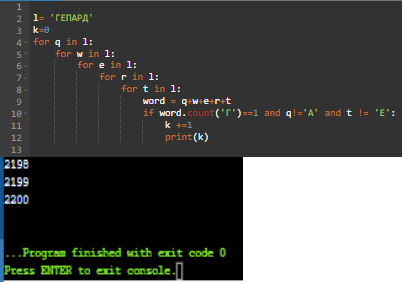 1
2 l= 'ГЕПАРД'
3 k=0
4 for q in l:
5 for w in l:
6 for e in l:
7 for r in l:
8 for t in l:
9 word = q+w+e+r+t
10 if word.count('Г')==1 and q!='А' and t != 'Е':
11 k +=1
12 print(k)
13
2198
2199
2200
...Program finished with exit code 0
Press ENTER to exit console.